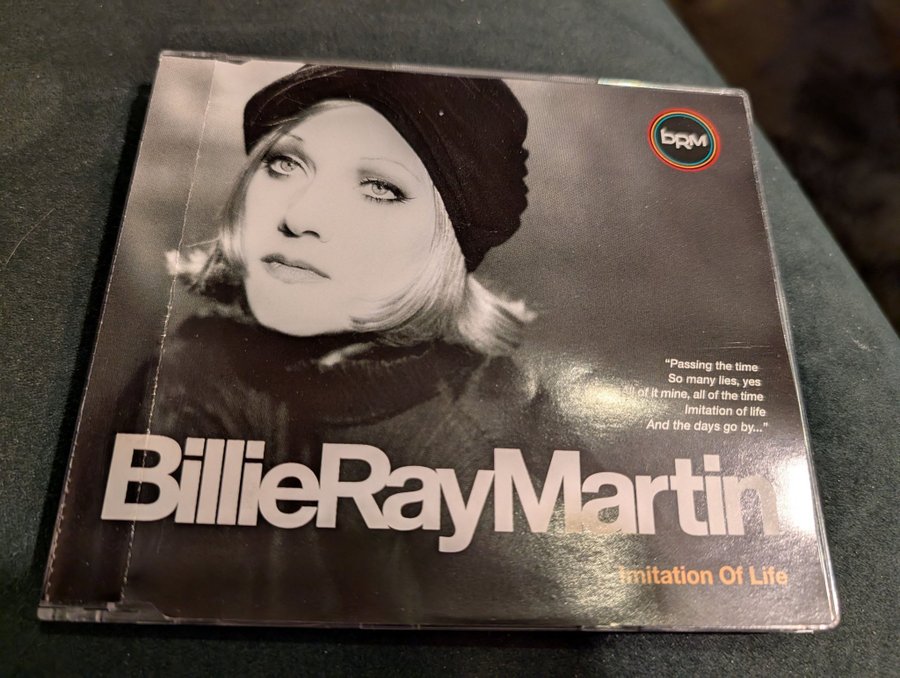 bRM
"Passing the time
So many lies, yes
of it mine, all of the time
Imitation of life
And the days go by..."
BillieRayMartin
Imitation Of Life